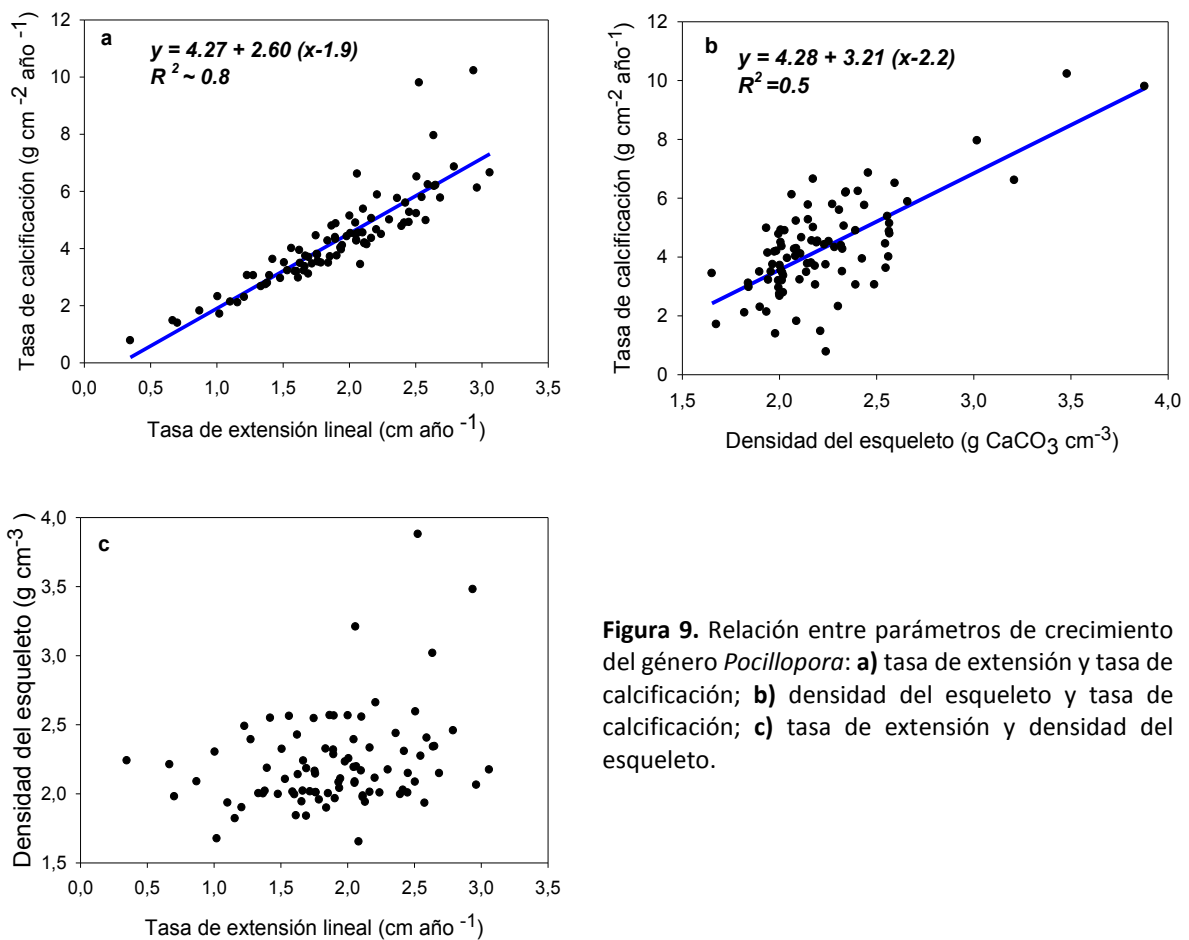 12
10
8
6
4
2
0
Tasa de calcificación (g cm -2 año -1)
a
y = 4.27 + 2.60 (x-1.9)
R 2 ~ 0.8
0,0 0,5 1,0 1,5 2,0 2,5 3,0 3,5
Tasa de extensión lineal (cm año -1)
12
10
8
6
4
2
0
Tasa de calcificación (g cm-2 año-1)
b
y = 4.28 + 3.21 (x-2.2)
R2 =0.5
1,5 2,0 2,5 3,0 3,5 4,0
Densidad del esqueleto (g CaCO3 cm-3)
4,0
3,5
3,0
2,5
2,0
1,5
Densidad del esqueleto (g cm-3 )
c
0,0 0,5 1,0 1,5 2,0 2,5 3,0 3,5
Tasa de extensión lineal (cm año -1)
Figura 9. Relación entre parámetros de crecimiento
del género Pocillopora: a) tasa de extensión y tasa de
calcificación; b) densidad del esqueleto y tasa de
calcificación; c) tasa de extensión y densidad del
esqueleto.